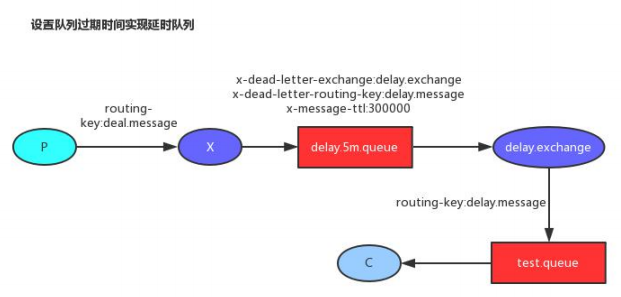 设置队列过期时间实现延时队列
x-dead-letter-exchange:delay.exchange
x-dead-letter-routing-key:delay.message
x-message-ttl:300000
routing-
key:deal.message
P
X
delay.5m.queue
delay.exchange
routing-key:delay.message
C
test.queue